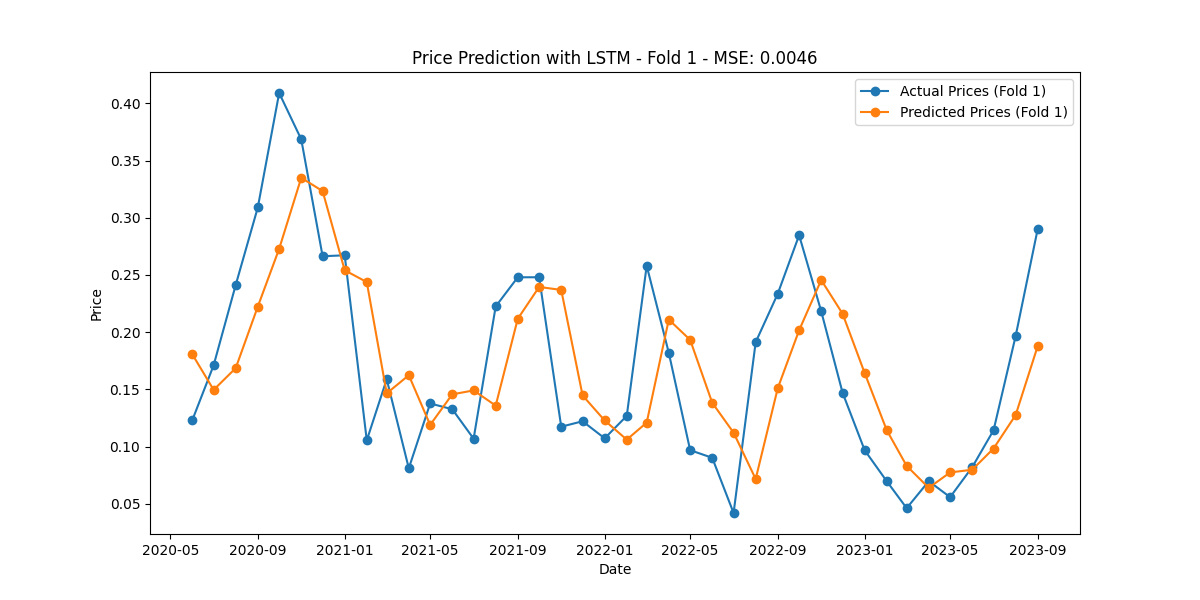 Price Prediction with LSTM - Fold 1 - MSE: 0.0046
Actual Prices (Fold 1)
Predicted Prices (Fold 1)
0.40
0.35
0.30
0.25
0.20
0.15
0.10
0.05
Price
2020-05 2020-09 2021-01 2021-05 2021-09 2022-01 2022-05 2022-09 2023-01 2023-05 2023-09
Date